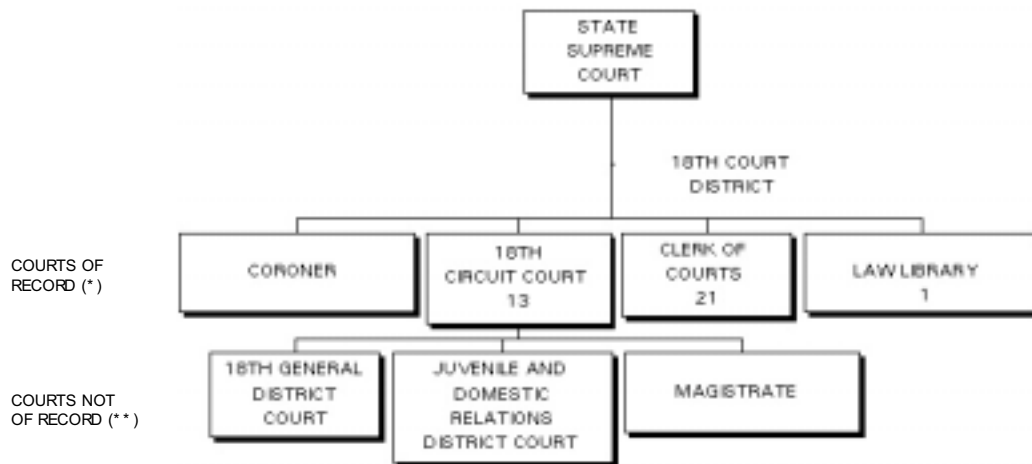 STATE
SUPREME
COURT
18TH COURT
DISTRICT
COURTS OF
RECORD (*)
CORONER
18TH
CIRCUIT COURT
13
CLERK OF
COURTS
21
LAW LIBRARY
1
COURTS NOT
OF RECORD (**)
18TH GENERAL
DISTRICT
COURT
JUVENILE AND
DOMESTIC
RELATIONS
DISTRICT COURT
MAGISTRATE